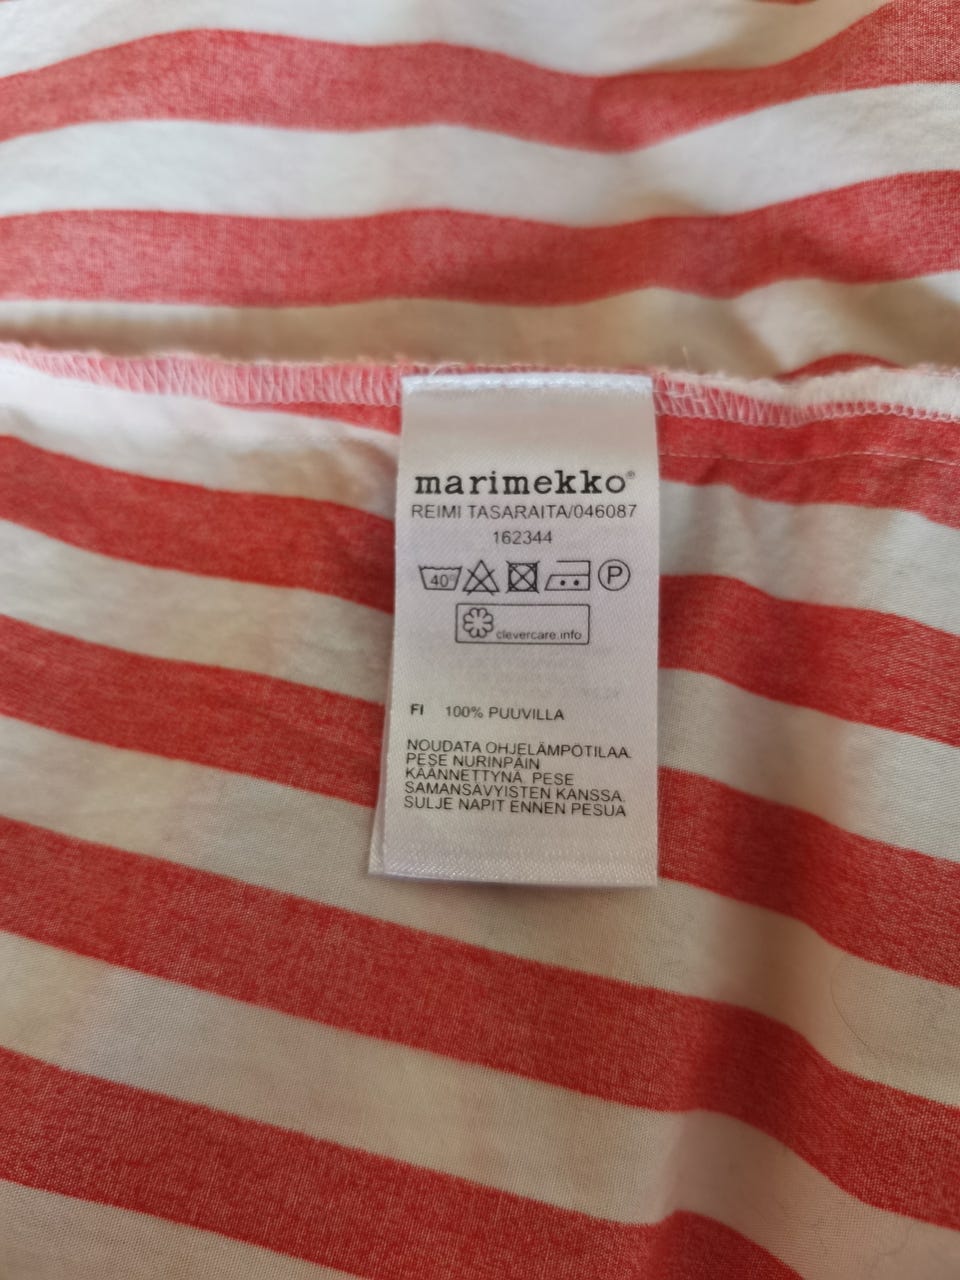 marimekko®
REIMI TASARAITA/046087
162344
40° P
clevercare.info
FI 100% PUUVILLA
NOUDATA OHJELÄMPÖTILAA.
PESE NURINPÄIN
KÄÄNNETTYNÄ. PESE
SAMANSÄVYISTEN KANSSA.
SULJE NAPIT ENNEN PESUA